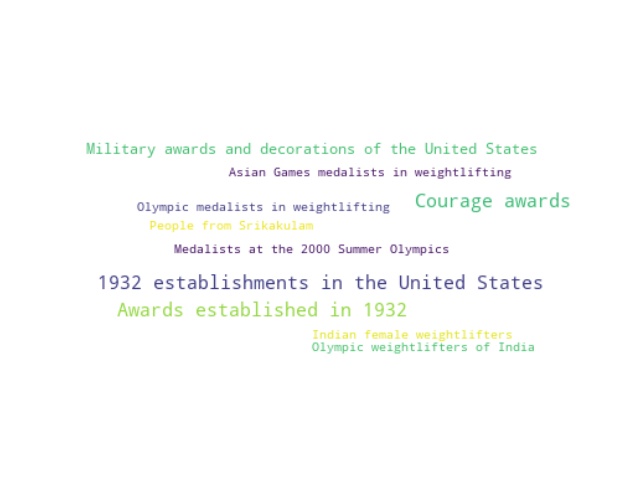 Military awards and decorations of the United States
Asian Games medalists in weightlifting
Courage awards
Olympic medalists in weightlifting
People from Srikakulam
Medalists at the 2000 Summer Olympics
1932 establishments in the United States
Awards established in 1932
Indian female weightlifters
Olympic weightlifters of India